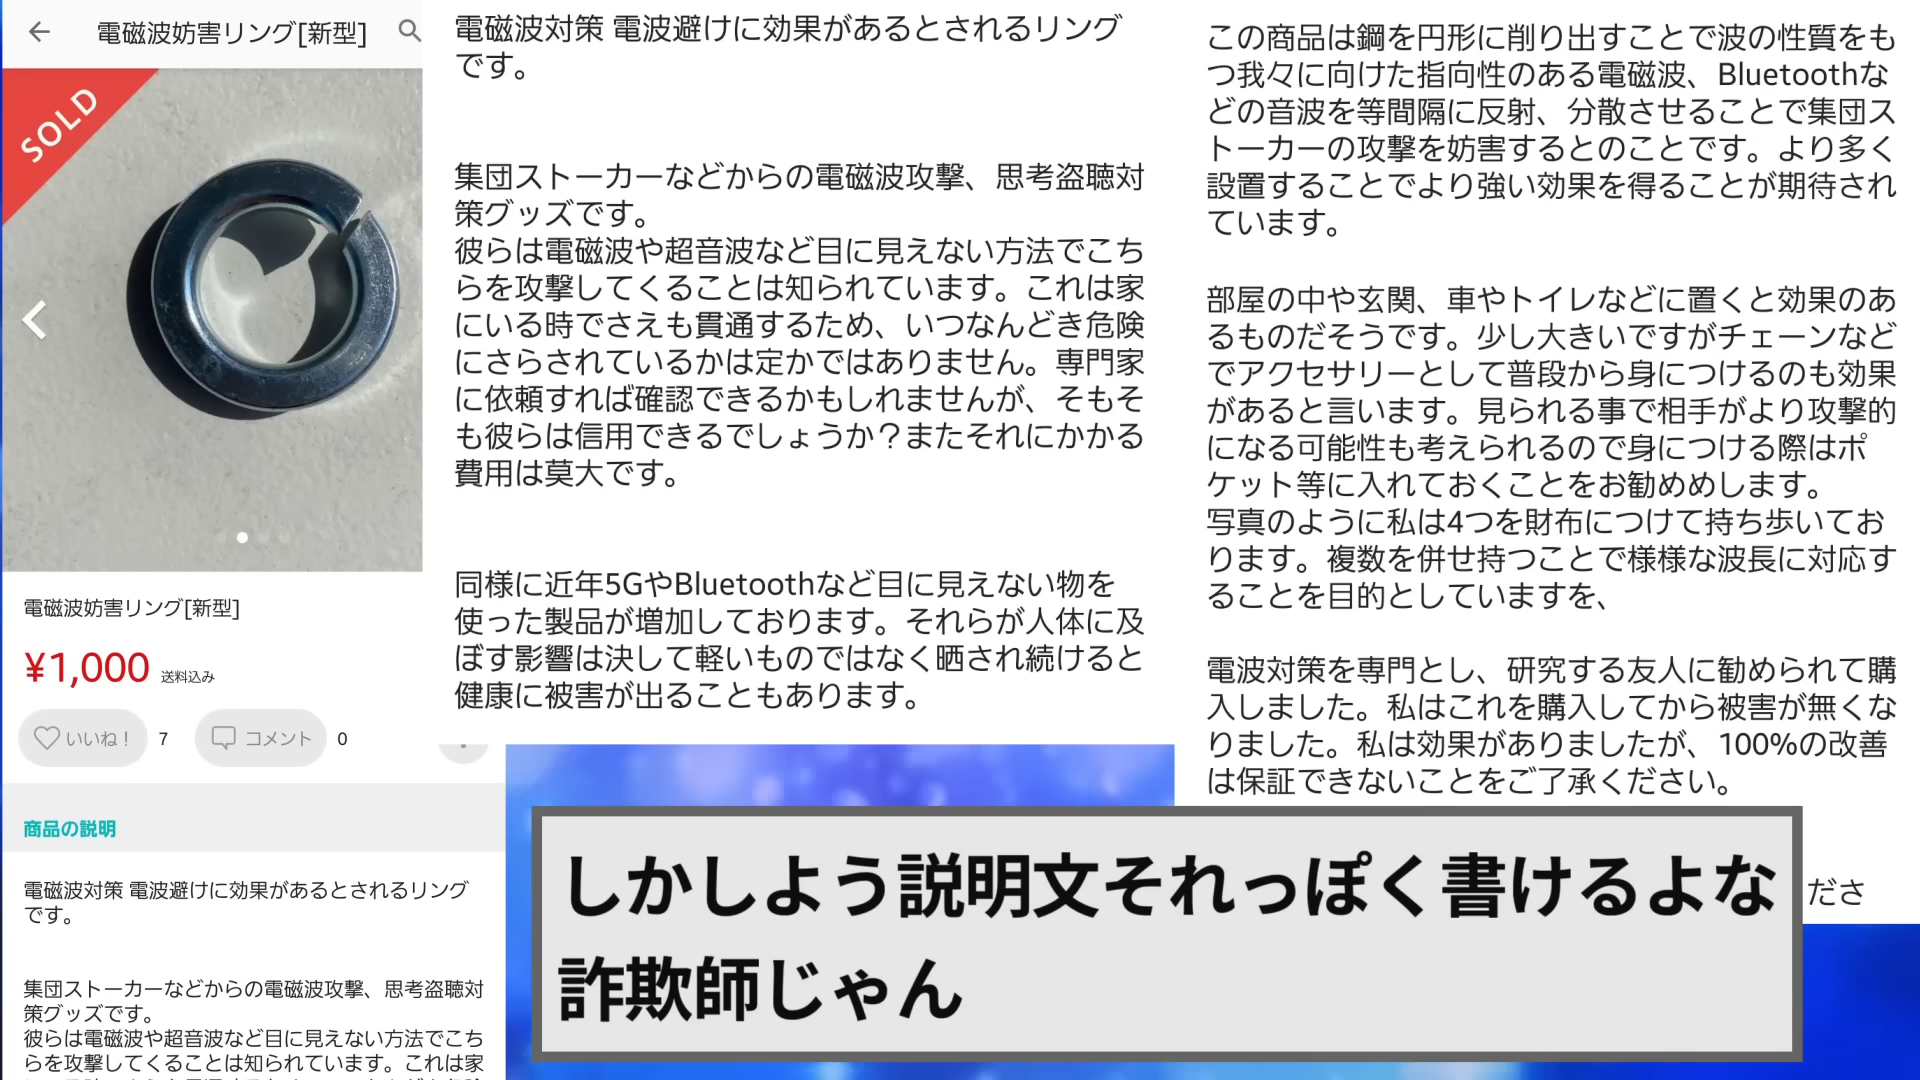 電磁波妨害リング[新型]
SOLD
電磁波妨害リング[新型]
¥1,000 送料込み
いいね! 7 コメント 0
商品の説明
電磁波対策 電波避けに効果があるとされるリング
です。
集団ストーカーなどからの電磁波攻撃、思考盗聴対
策グッズです。
彼らは電磁波や超音波など目に見えない方法でこち
らを攻撃してくることは知られています。これは家
電磁波対策 電波避けに効果があるとされるリング
です。
集団ストーカーなどからの電磁波攻撃、思考盗聴対
策グッズです。
彼らは電磁波や超音波など目に見えない方法でこち
らを攻撃してくることは知られています。これは家
にいる時でさえも貫通するため、いつなんどき危険
にさらされているかは定かではありません。専門家
に依頼すれば確認できるかもしれませんが、そもそ
も彼らは信用できるでしょうか?またそれにかかる
費用は莫大です。
同様に近年5GやBluetoothなど目に見えない物を
使った製品が増加しております。それらが人体に及
ぼす影響は決して軽いものではなく晒され続けると
健康に被害が出ることもあります。
この商品は鋼を円形に削り出すことで波の性質をも
つ我々に向けた指向性のある電磁波、Bluetoothな
どの音波を等間隔に反射、分散させることで集団ス
トーカーの攻撃を妨害するとのことです。より多く
設置することでより強い効果を得ることが期待され
ています。
部屋の中や玄関、車やトイレなどに置くと効果のあ
るものだそうです。少し大きいですがチェーンなど
でアクセサリーとして普段から身につけるのも効果
があると言います。見られる事で相手がより攻撃的
になる可能性も考えられるので身につける際はポ
ケット等に入れておくことをお勧めめします。
写真のように私は4つを財布につけて持ち歩いてお
ります。複数を併せ持つことで様様な波長に対応す
ることを目的としていますを、
電波対策を専門とし、研究する友人に勧められて購
入しました。私はこれを購入してから被害が無くな
りました。私は効果がありましたが、100%の改善
は保証できないことをご了承ください。
ださ
しかしよう説明文それっぽく書けるよな
詐欺師じゃん